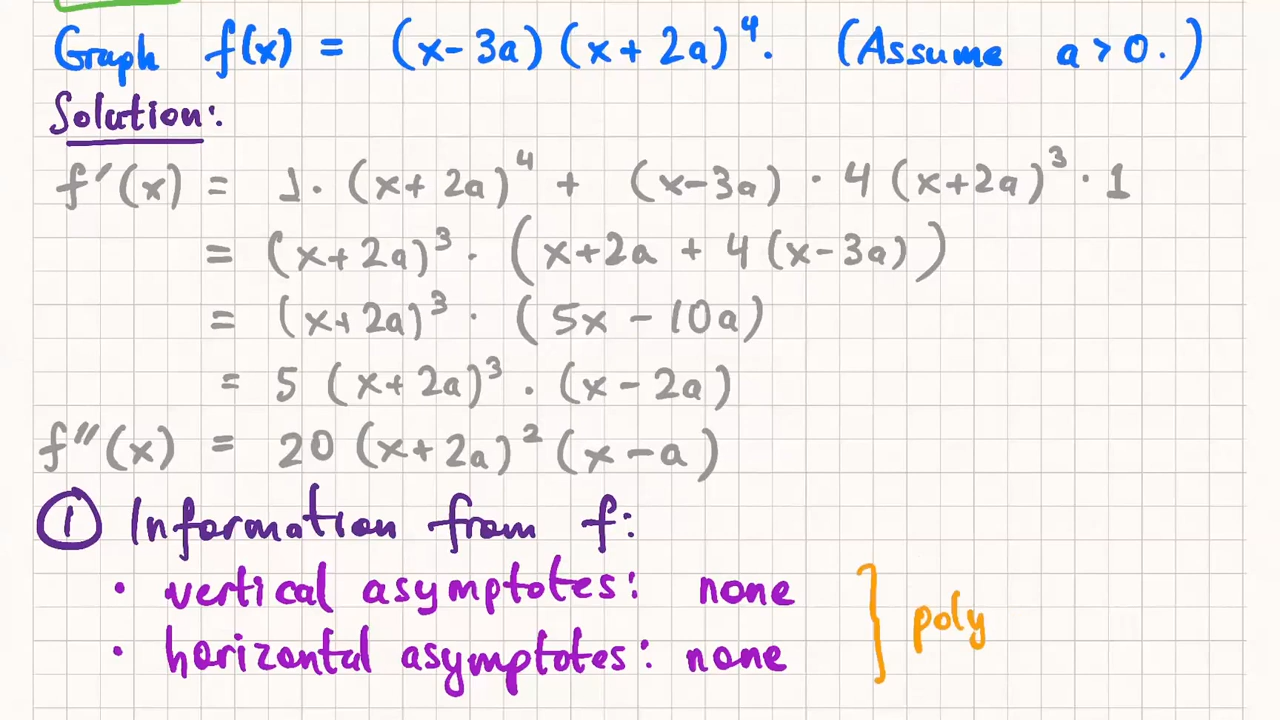 Graph f(x) = (x-3a)(x+2a)⁴. (Assume a>0.)
Solution:
f'(x) = 1·(x+2a)⁴ + (x-3a)·4(x+2a)³·1
= (x+2a)³·(x+2a+4(x-3a))
= (x+2a)³·(5x-10a)
= 5(x+2a)³·(x-2a)
f''(x) = 20(x+2a)²(x-a)
① Information from f:
• vertical asymptotes: none
• horizontal asymptotes: none
} poly